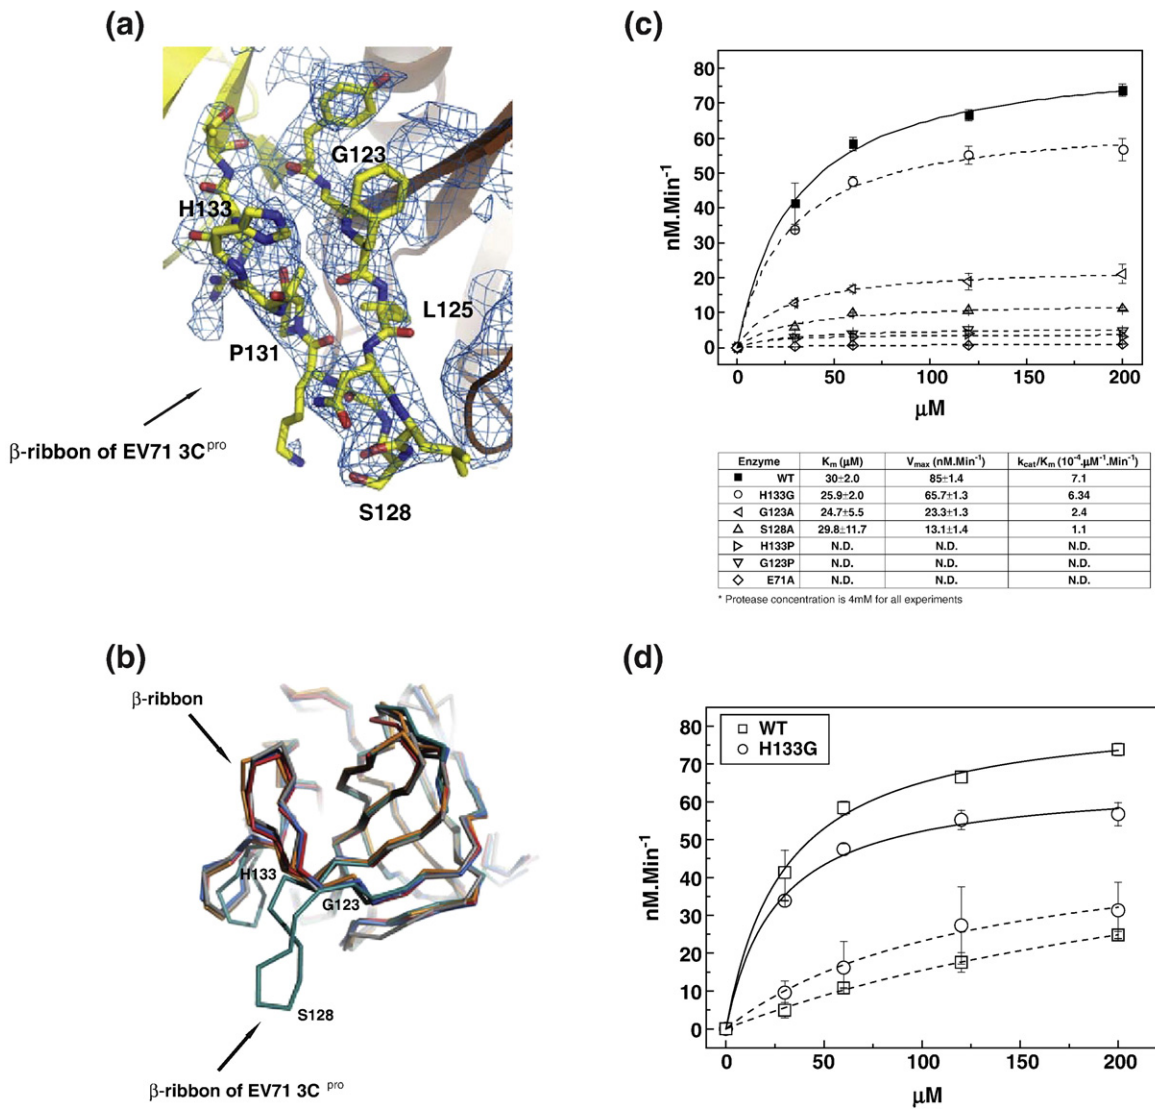 (a)
G123
H133
L125
P131
β-ribbon of EV71 3C^pro
S128
(b)
β-ribbon
H133
G123
S128
β-ribbon of EV71 3C ^pro
(c)
80
70
60
50
40
30
20
10
0
nM.Min⁻¹
0 50 100 150 200
μM
Enzyme Kₘ (μM) Vₘₐₓ (nM.Min⁻¹) k_cat/Kₘ (10⁻⁴.μM⁻¹.Min⁻¹)
WT 30±2.0 85±1.4 7.1
H133G 25.9±2.0 65.7±1.3 6.34
G123A 24.7±5.5 23.3±1.3 2.4
S128A 29.8±11.7 13.1±1.4 1.1
H133P N.D. N.D. N.D.
G123P N.D. N.D. N.D.
E71A N.D. N.D. N.D.
* Protease concentration is 4mM for all experiments
(d)
WT
H133G
80
70
60
50
40
30
20
10
0
nM.Min⁻¹
0 50 100 150 200
μM